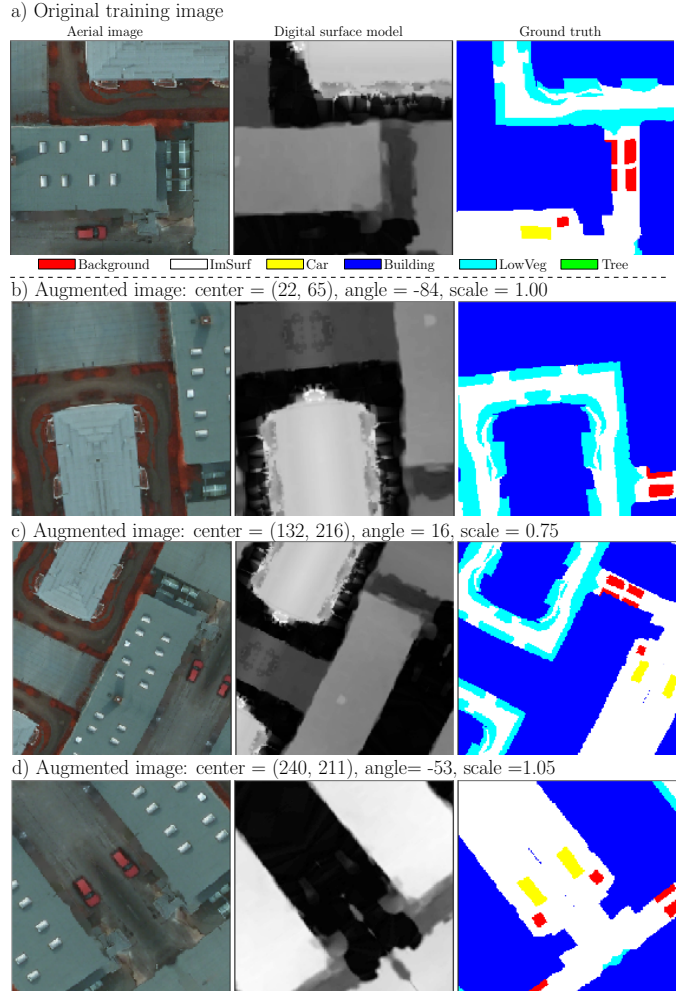 a) Original training image
Aerial image Digital surface model Ground truth
Background ImSurf Car Building LowVeg Tree
b) Augmented image: center = (22, 65), angle = -84, scale = 1.00
c) Augmented image: center = (132, 216), angle = 16, scale = 0.75
d) Augmented image: center = (240, 211), angle= -53, scale =1.05